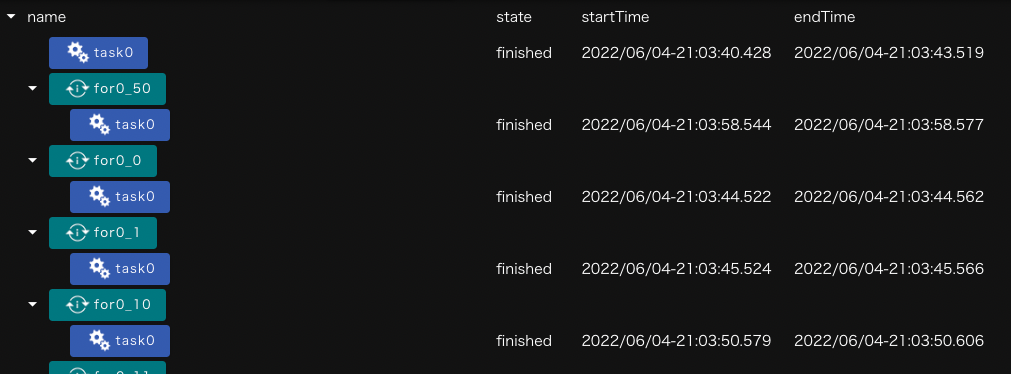 name state startTime endTime
task0 finished 2022/06/04-21:03:40.428 2022/06/04-21:03:43.519
for0_50
task0 finished 2022/06/04-21:03:58.544 2022/06/04-21:03:58.577
for0_0
task0 finished 2022/06/04-21:03:44.522 2022/06/04-21:03:44.562
for0_1
task0 finished 2022/06/04-21:03:45.524 2022/06/04-21:03:45.566
for0_10
task0 finished 2022/06/04-21:03:50.579 2022/06/04-21:03:50.606